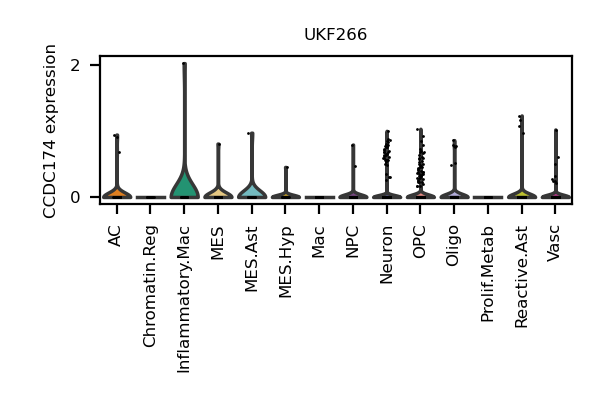 UKF266
CCDC174 expression
2
0
AC
Chromatin.Reg
Inflammatory.Mac
MES
MES.Ast
MES.Hyp
Mac
NPC
Neuron
OPC
Oligo
Prolif.Metab
Reactive.Ast
Vasc